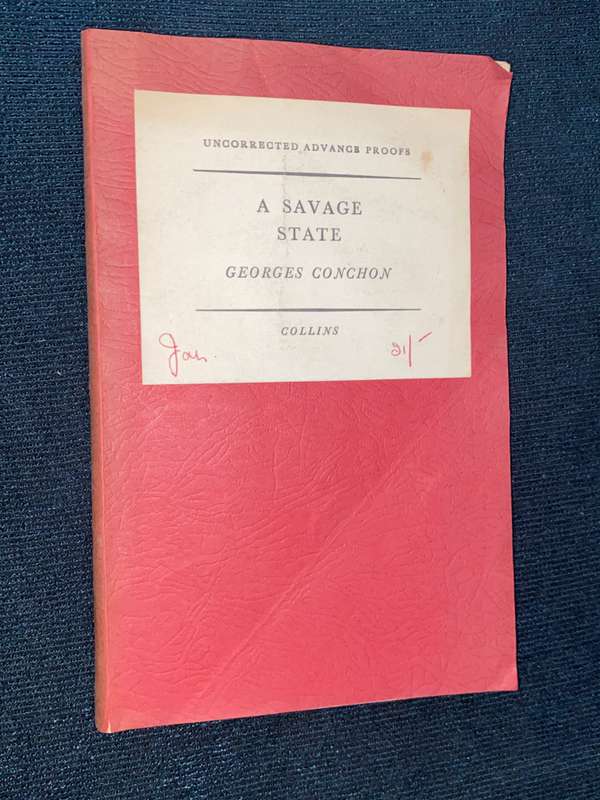 UNCORRECTED ADVANCE PROOFS
A SAVAGE
STATE
GEORGES CONCHON
COLLINS
Jan. 21/-